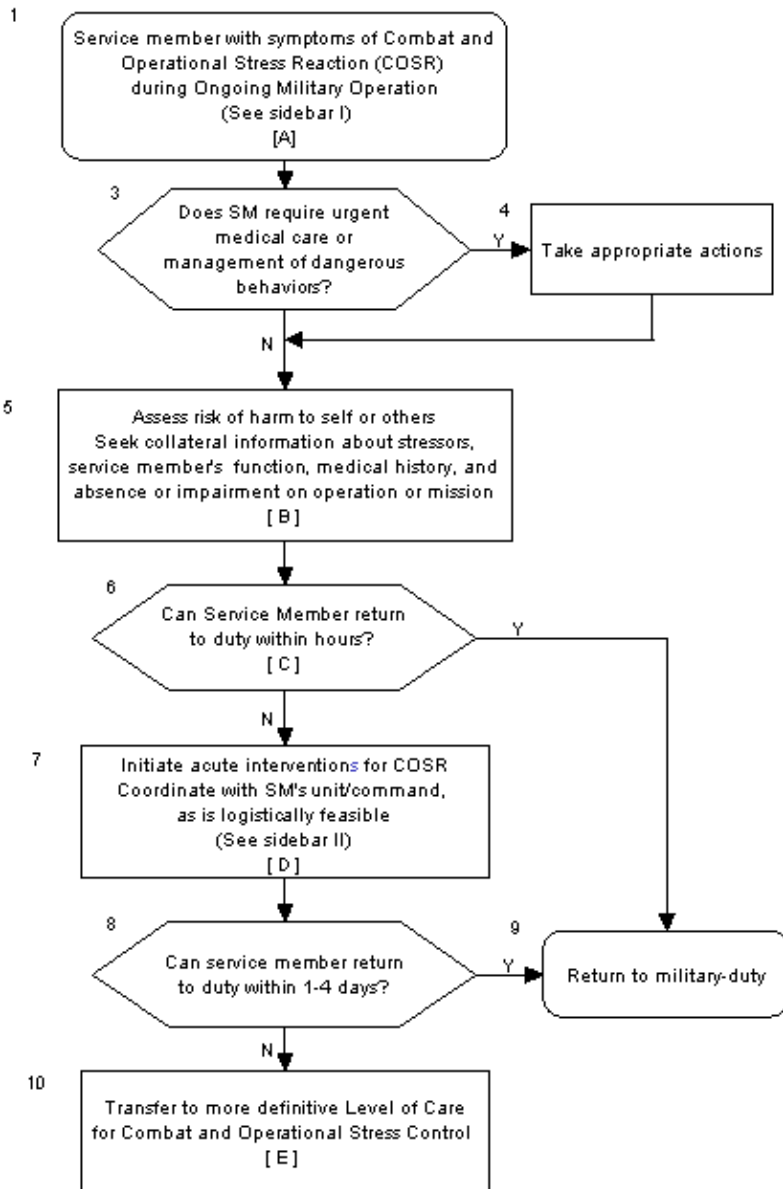 1
Service member with symptoms of Combat and
Operational Stress Reaction (COSR)
during Ongoing Military Operation
(See sidebar I)
[A]
3
Does SM require urgent
medical care or
management of dangerous
behaviors?
Y
4
Take appropriate actions
N
5
Assess risk of harm to self or others
Seek collateral information about stressors,
service member's function, medical history, and
absence or impairment on operation or mission
[ B ]
6
Can Service Member return
to duty within hours?
[ C ]
Y
N
7
Initiate acute interventions for COSR
Coordinate with SM's unit/command,
as is logistically feasible
(See sidebar II)
[ D ]
8
Can service member return
to duty within 1-4 days?
Y
9
Return to military-duty
N
10
Transfer to more definitive Level of Care
for Combat and Operational Stress Control
[ E ]